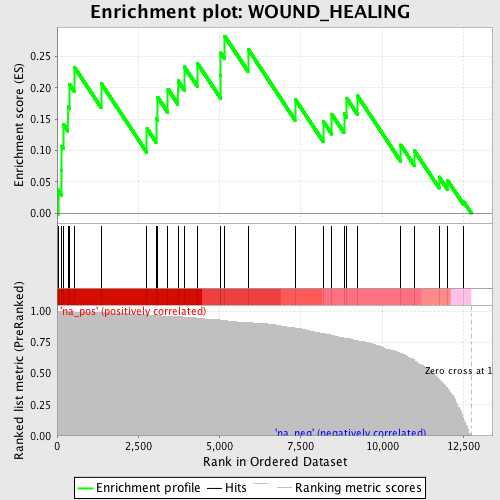 Enrichment plot: WOUND_HEALING
Enrichment score (ES)
0.25
0.20
0.15
0.10
0.05
0.00
'na_pos' (positively correlated)
Ranked list metric (PreRanked)
1.00
0.75
0.50
0.25
0.00
Zero cross at 1
'na_neg' (negatively correlated)
0
2,500
5,000
7,500
10,000
12,500
Rank in Ordered Dataset
Enrichment profile
Hits
Ranking metric scores